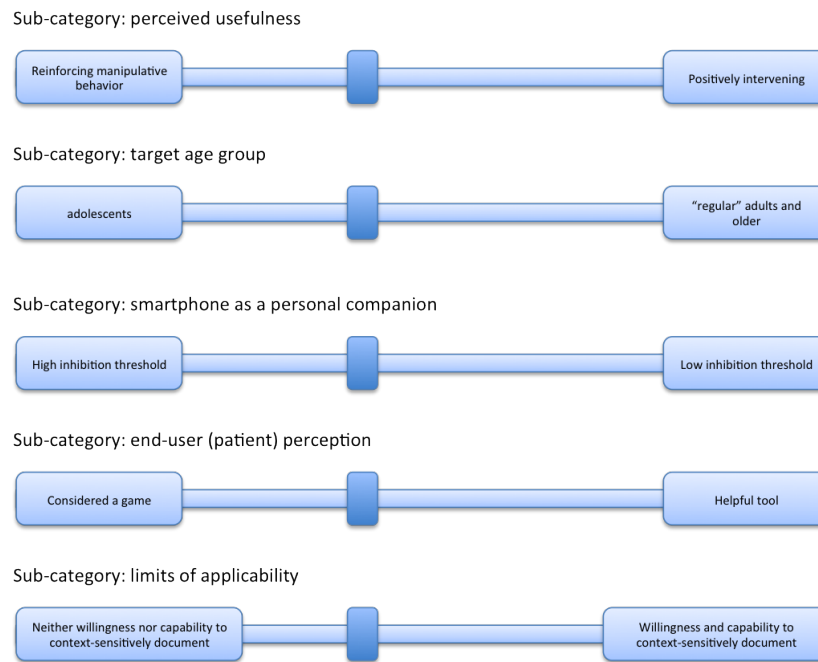 Sub-category: perceived usefulness
Reinforcing manipulative
behavior
Positively intervening
Sub-category: target age group
adolescents
“regular” adults and
older
Sub-category: smartphone as a personal companion
High inhibition threshold
Low inhibition threshold
Sub-category: end-user (patient) perception
Considered a game
Helpful tool
Sub-category: limits of applicability
Neither willingness nor capability to
context-sensitively document
Willingness and capability to
context-sensitively document